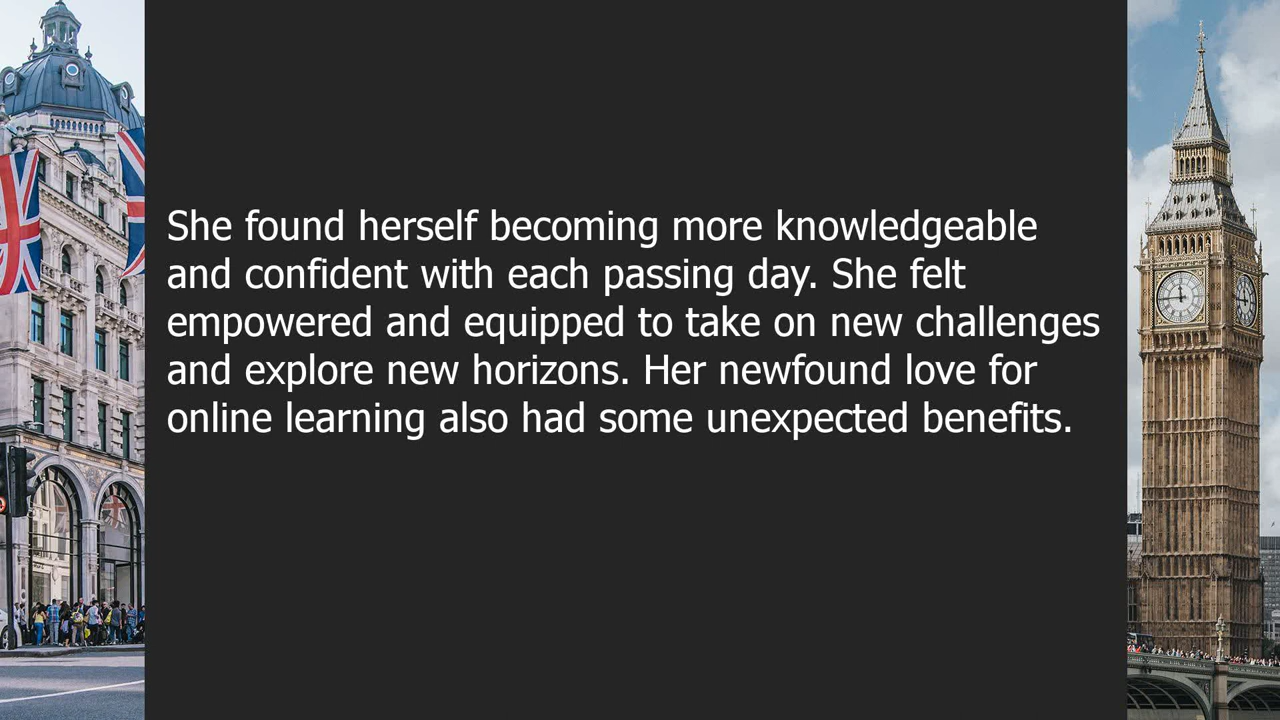 She found herself becoming more knowledgeable
and confident with each passing day. She felt
empowered and equipped to take on new challenges
and explore new horizons. Her newfound love for
online learning also had some unexpected benefits.